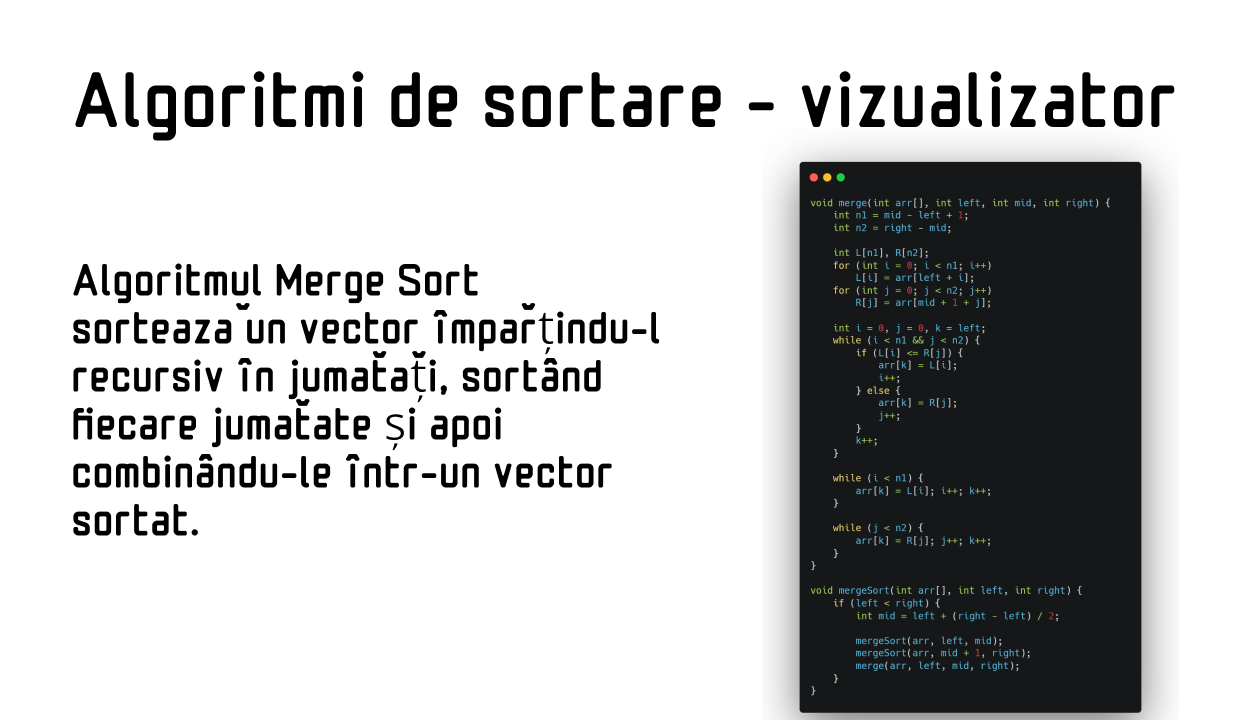 Algoritmi de sortare - vizualizator
Algoritmul Merge Sort
sortează un vector împărțindu-l
recursiv în jumatăți, sortând
fiecare jumatăte și apoi
combinându-le într-un vector
sortat.
void merge(int arr[], int left, int mid, int right) {
    int n1 = mid - left + 1;
    int n2 = right - mid;
    int L[n1], R[n2];
    for (int i = 0; i < n1; i++)
        L[i] = arr[left + i];
    for (int j = 0; j < n2; j++)
        R[j] = arr[mid + 1 + j];
    int i = 0, j = 0, k = left;
    while (i < n1 && j < n2) {
        if (L[i] <= R[j]) {
            arr[k] = L[i];
            i++;
        } else {
            arr[k] = R[j];
            j++;
        }
        k++;
    }
    while (i < n1) {
        arr[k] = L[i]; i++; k++;
    }
    while (j < n2) {
        arr[k] = R[j]; j++; k++;
    }
}
void mergeSort(int arr[], int left, int right) {
    if (left < right) {
        int mid = left + (right - left) / 2;
        mergeSort(arr, left, mid);
        mergeSort(arr, mid + 1, right);
        merge(arr, left, mid, right);
    }
}